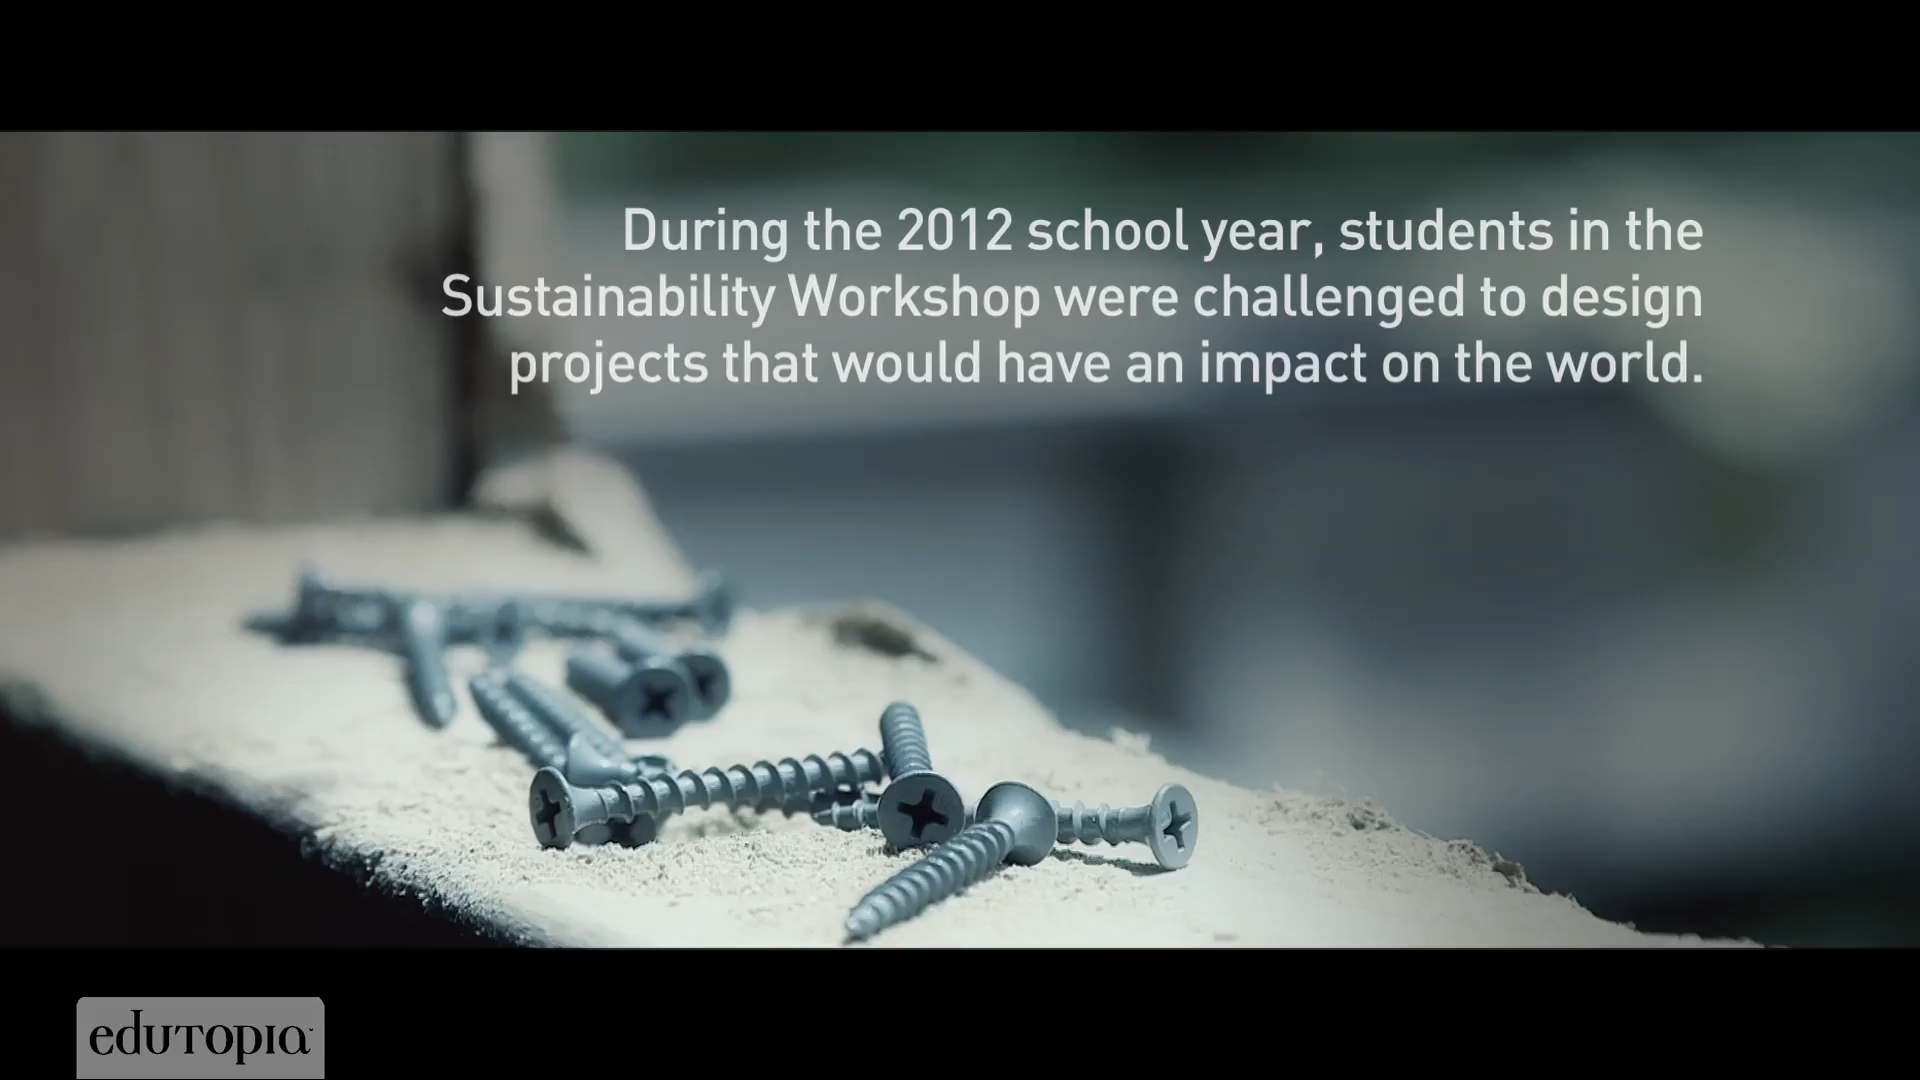 During the 2012 school year, students in the
Sustainability Workshop were challenged to design
projects that would have an impact on the world.
edutopia